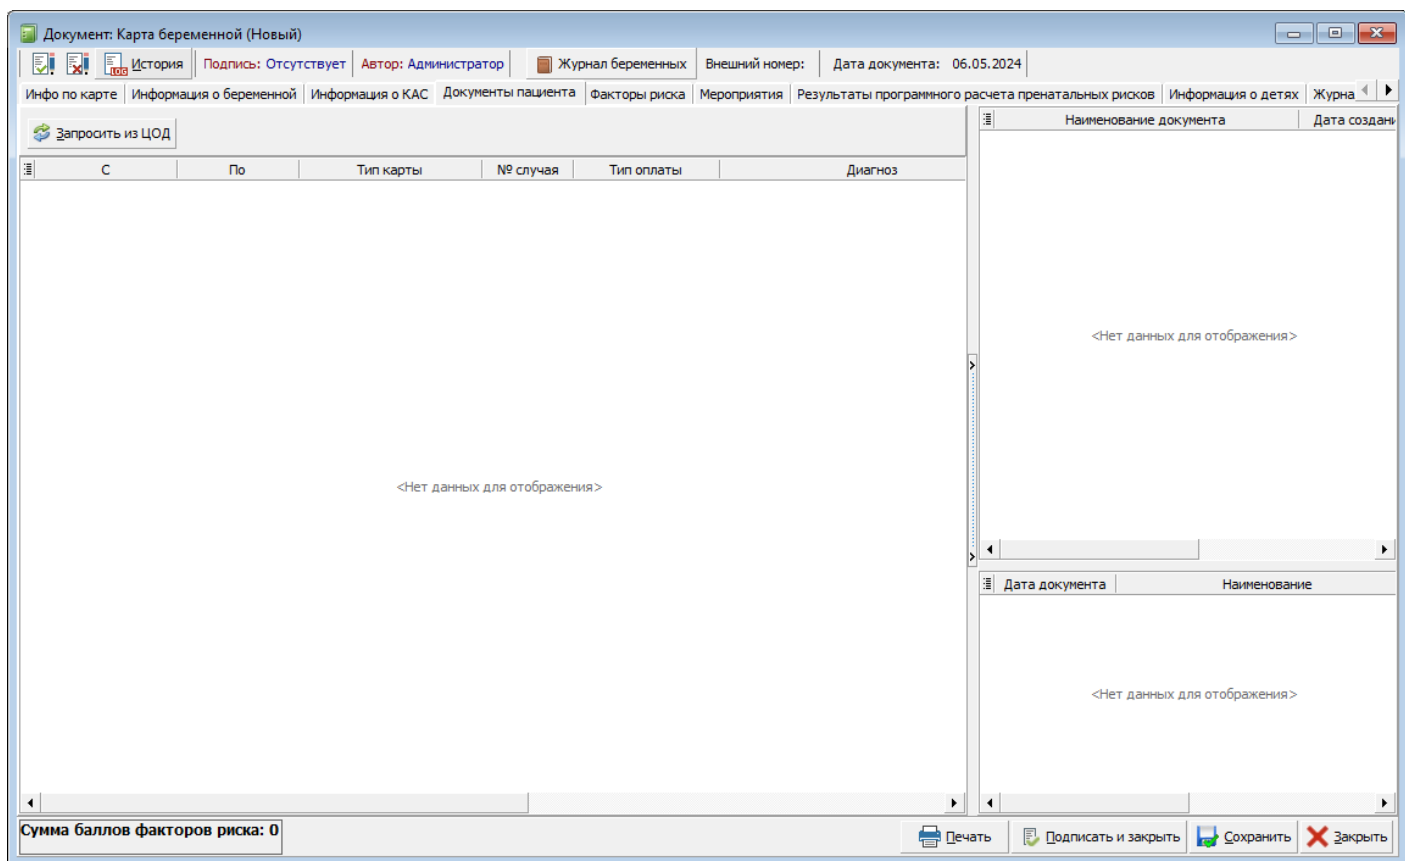 Документ: Карта беременной (Новый)
LOG История Подпись: Отсутствует Автор: Администратор Журнал беременных Внешний номер: Дата документа: 06.05.2024
Инфо по карте Информация о беременной Информация о КАС Документы пациента Факторы риска Мероприятия Результаты программного расчета пренатальных рисков Информация о детях Журна
Запросить из ЦОД
С По Тип карты № случая Тип оплаты Диагноз
<Нет данных для отображения>
Наименование документа Дата создани
<Нет данных для отображения>
Дата документа Наименование
<Нет данных для отображения>
Сумма баллов факторов риска: 0
Печать Подписать и закрыть Сохранить Закрыть